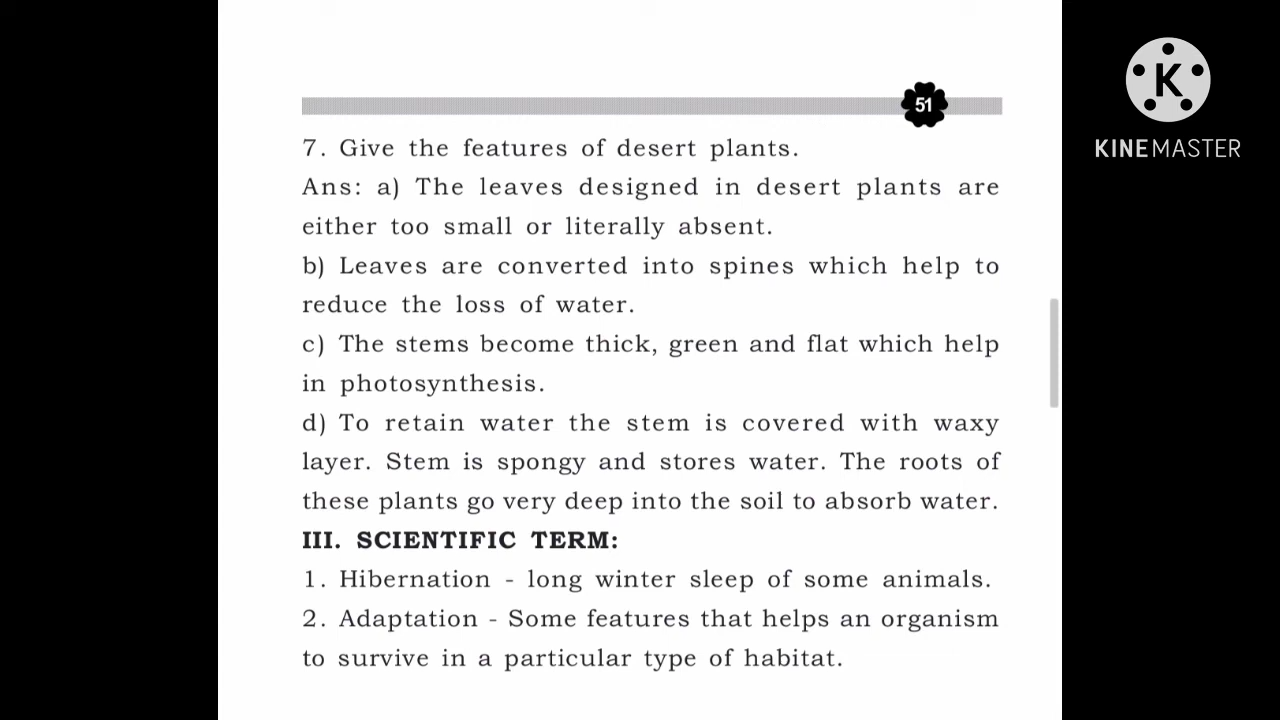 51
K
KINEMASTER
7. Give the features of desert plants.
Ans: a) The leaves designed in desert plants are
either too small or literally absent.
b) Leaves are converted into spines which help to
reduce the loss of water.
c) The stems become thick, green and flat which help
in photosynthesis.
d) To retain water the stem is covered with waxy
layer. Stem is spongy and stores water. The roots of
these plants go very deep into the soil to absorb water.
III. SCIENTIFIC TERM:
1. Hibernation - long winter sleep of some animals.
2. Adaptation - Some features that helps an organism
to survive in a particular type of habitat.